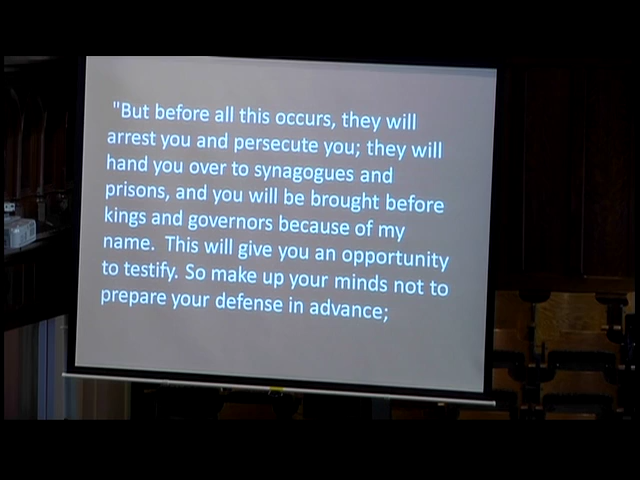 "But before all this occurs, they will
arrest you and persecute you; they will
hand you over to synagogues and
prisons, and you will be brought before
kings and governors because of my
name. This will give you an opportunity
to testify. So make up your minds not to
prepare your defense in advance;